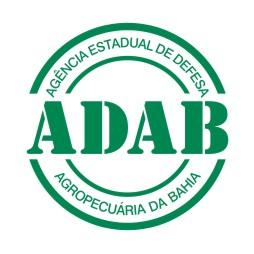 AGÊNCIA ESTADUAL DE DEFESA
ADAB
AGROPECUÁRIA DA BAHIA